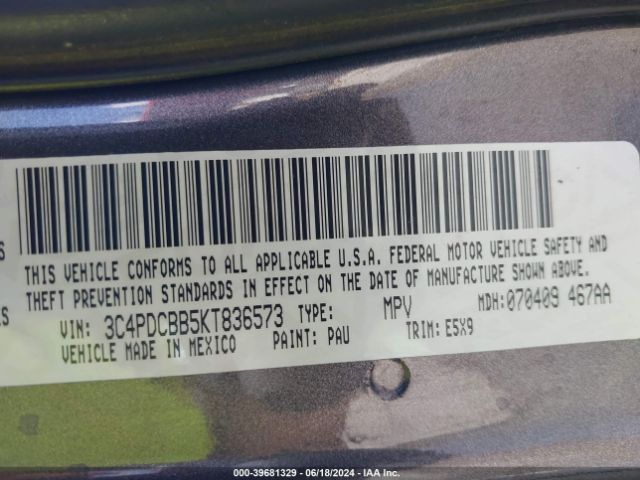 THIS VEHICLE CONFORMS TO ALL APPLICABLE U.S.A. FEDERAL MOTOR VEHICLE SAFETY AND
THEFT PREVENTION STANDARDS IN EFFECT ON THE DATE OF MANUFACTURE SHOWN ABOVE.
VIN: 3C4PDCBB5KT836573 TYPE: MPV MDH:070409 467AA
VEHICLE MADE IN MEXICO PAINT: PAU TRIM: E5X9
000-39681329 - 06/18/2024 - IAA Inc.